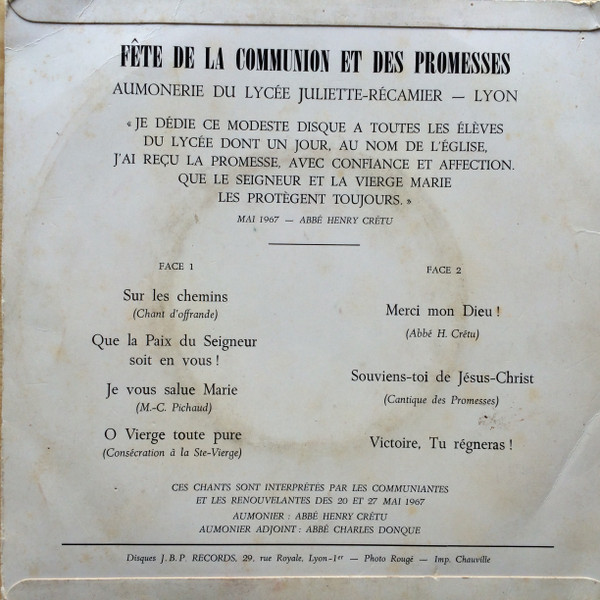 FÊTE DE LA COMMUNION ET DES PROMESSES
AUMONERIE DU LYCÉE JULIETTE-RÉCAMIER — LYON
« JE DÉDIE CE MODESTE DISQUE A TOUTES LES ÉLÈVES
DU LYCÉE DONT UN JOUR, AU NOM DE L'ÉGLISE,
J'AI REÇU LA PROMESSE, AVEC CONFIANCE ET AFFECTION.
QUE LE SEIGNEUR ET LA VIERGE MARIE
LES PROTÈGENT TOUJOURS. »
MAI 1967 — ABBÉ HENRY CRÉTU
FACE 1
Sur les chemins
(Chant d'offrande)
Que la Paix du Seigneur
soit en vous !
Je vous salue Marie
(M.-C. Pichaud)
O Vierge toute pure
(Consécration à la Ste-Vierge)
FACE 2
Merci mon Dieu !
(Abbé H. Crétu)
Souviens-toi de Jésus-Christ
(Cantique des Promesses)
Victoire, Tu régneras !
CES CHANTS SONT INTERPRÉTÉS PAR LES COMMUNIANTES
ET LES RENOUVELANTES DES 20 ET 27 MAI 1967
AUMONIER : ABBÉ HENRY CRÉTU
AUMONIER ADJOINT : ABBÉ CHARLES DONQUE
Disques J.B.P. RECORDS, 29, rue Royale, Lyon-1er — Photo Rougé — Imp. Chauville